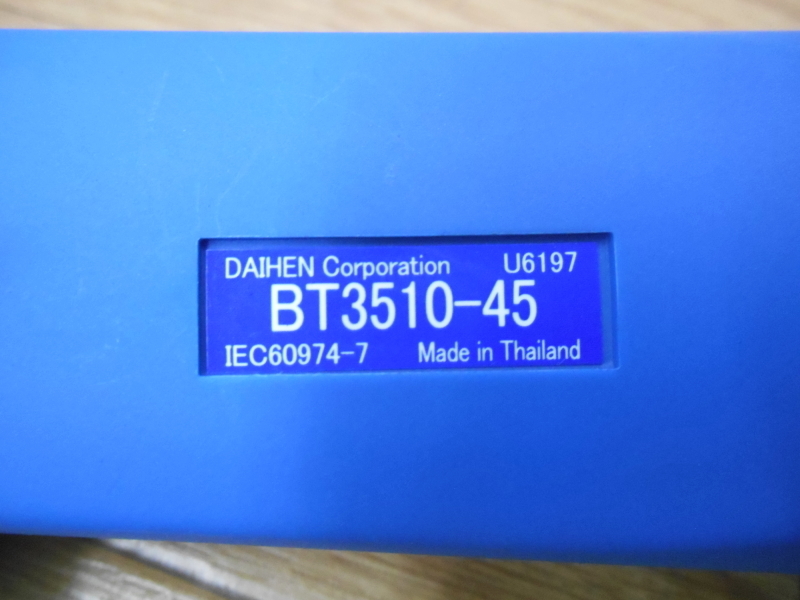 DAIHEN Corporation U6197
BT3510-45
IEC60974-7 Made in Thailand